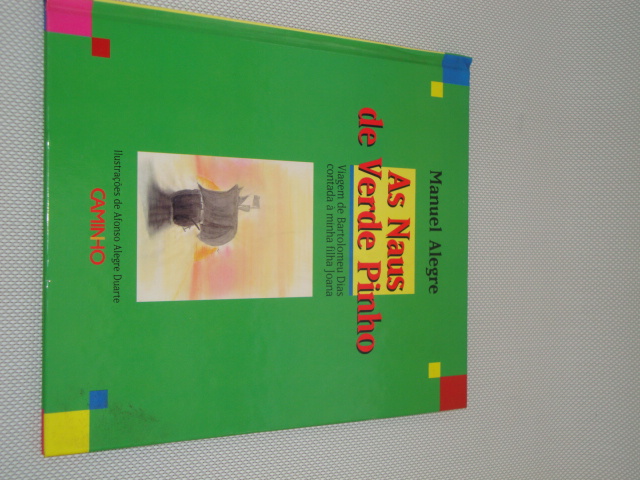 Manuel Alegre
As Naus
de Verde Pinho
Viagem de Bartolomeu Dias
contada à minha filha Joana
CAMINHO
Ilustrações de Afonso Alegre Duarte